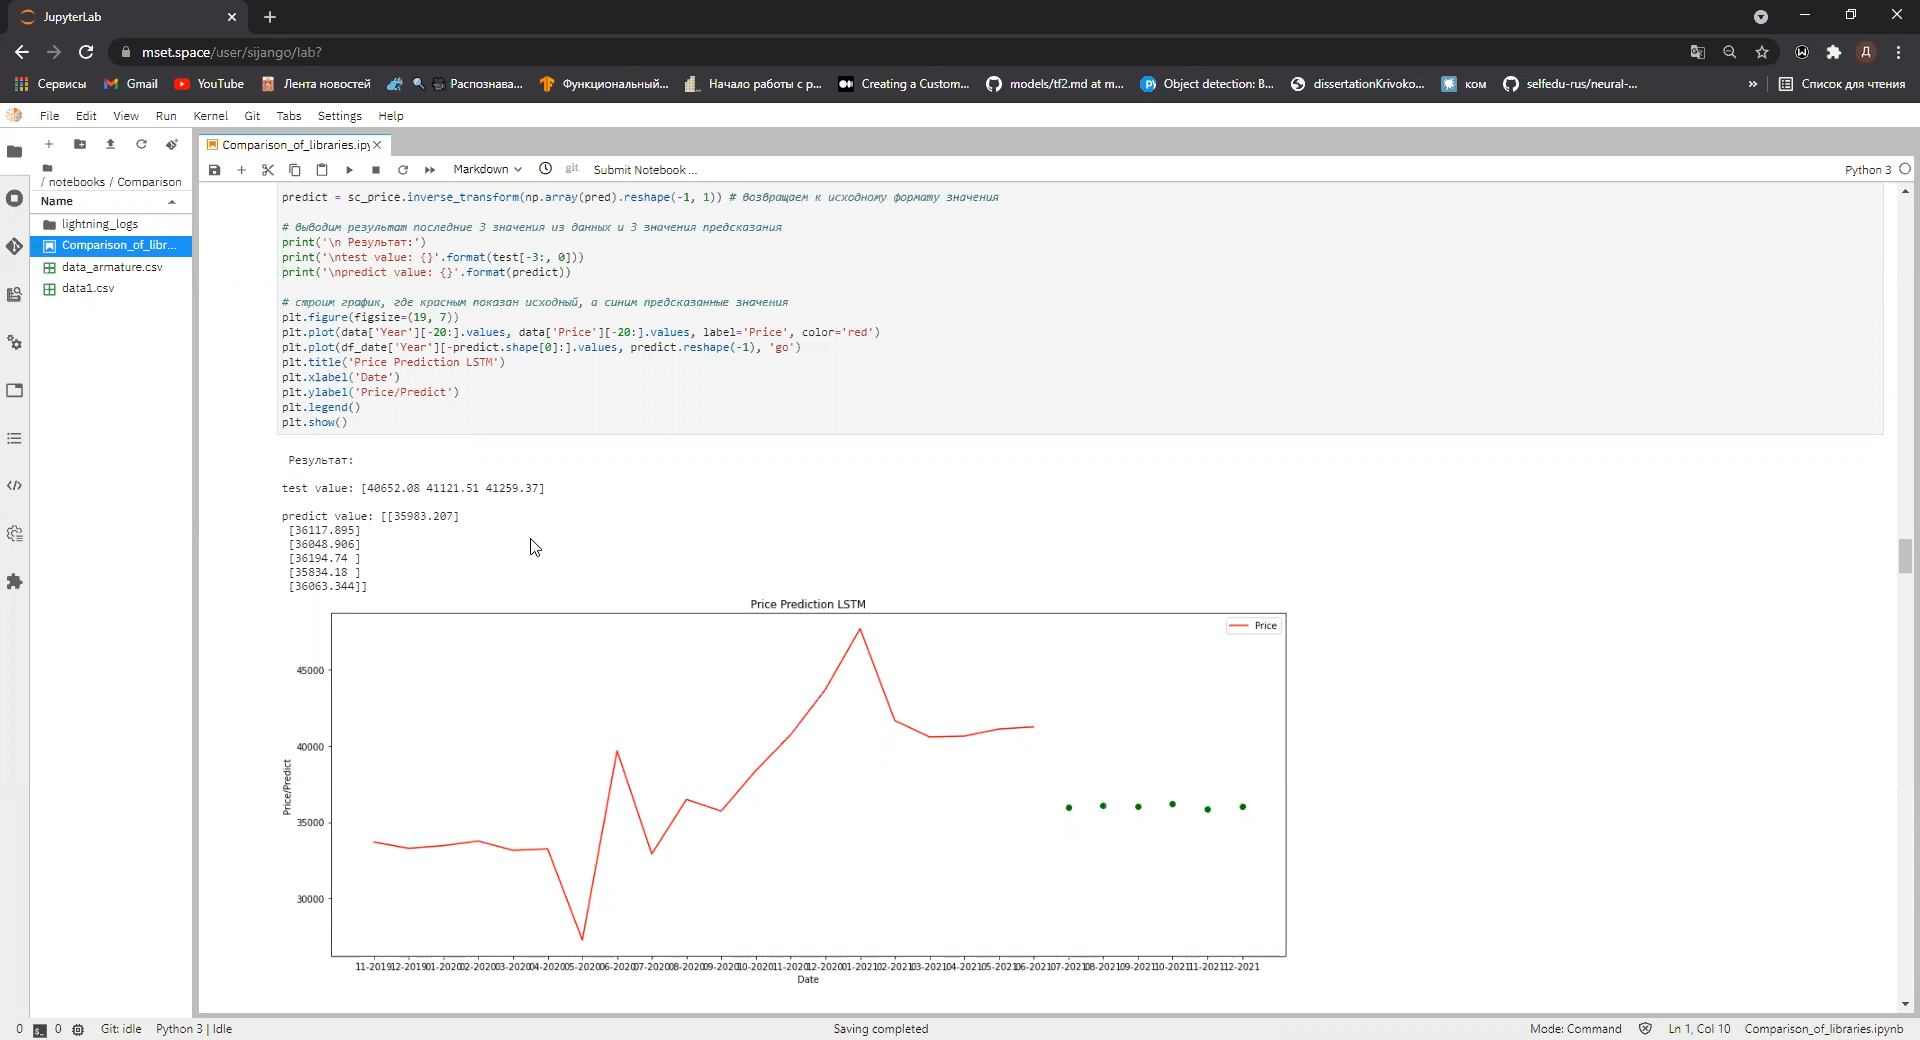 JupyterLab
mset.space/user/sijango/lab?
Сервисы Gmail YouTube Лента новостей Распознава... Функциональный... Начало работы с р... Creating a Custom... models/tf2.md at m... Object detection: B... dissertationKrivoko... ком selfedu-rus/neural-... » Список для чтения
File Edit View Run Kernel Git Tabs Settings Help
Comparison_of_libraries.ipy
Markdown git Submit Notebook ... Python 3
/ notebooks / Comparison
Name
lightning_logs
Comparison_of_libr...
data_armature.csv
data1.csv
predict = sc_price.inverse_transform(np.array(pred).reshape(-1, 1)) # возвращаем к исходному формату значения
# выводим результат последние 3 значения из данных и 3 значения предсказания
print('\n Результат:')
print('\ntest value: {}'.format(test[-3:, 0]))
print('\npredict value: {}'.format(predict))
# строим график, где красным показан исходный, а синим предсказанные значения
plt.figure(figsize=(19, 7))
plt.plot(data['Year'][-20:].values, data['Price'][-20:].values, label='Price', color='red')
plt.plot(df_date['Year'][-predict.shape[0]:].values, predict.reshape(-1), 'go')
plt.title('Price Prediction LSTM')
plt.xlabel('Date')
plt.ylabel('Price/Predict')
plt.legend()
plt.show()
Результат:
test value: [40652.08 41121.51 41259.37]
predict value: [[35983.207]
[36117.895]
[36048.906]
[36194.74 ]
[35834.18 ]
[36063.344]]
Price Prediction LSTM
Price
45000
40000
35000
30000
Price/Predict
11-2019 12-2019 01-2020 02-2020 03-2020 04-2020 05-2020 06-2020 07-2020 08-2020 09-2020 10-2020 11-2020 12-2020 01-2021 02-2021 03-2021 04-2021 05-2021 06-2021 07-2021 08-2021 09-2021 10-2021 11-2021 12-2021
Date
0 0 Git: idle Python 3 | Idle Saving completed Mode: Command Ln 1, Col 10 Comparison_of_libraries.ipynb